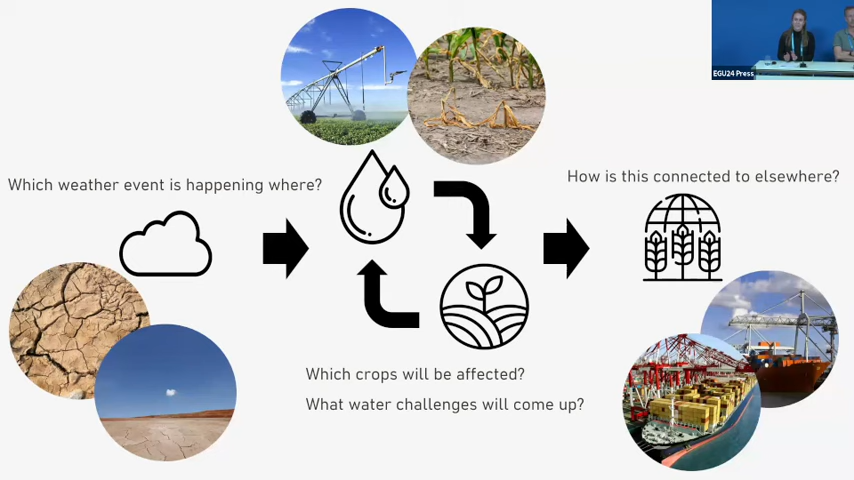 EGU24 Press
Which weather event is happening where?
How is this connected to elsewhere?
Which crops will be affected?
What water challenges will come up?